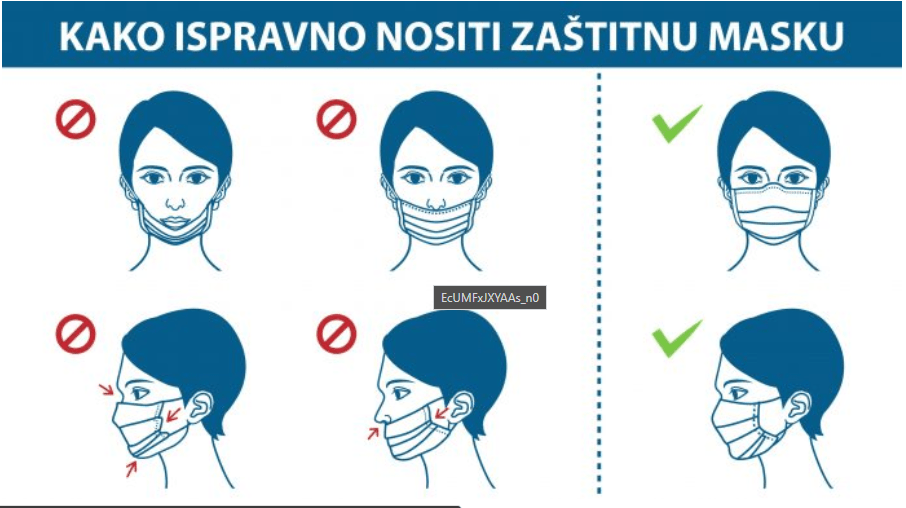 KAKO ISPRAVNO NOSITI ZAŠTITNU MASKU
EcUMFxJXYAAs_n0